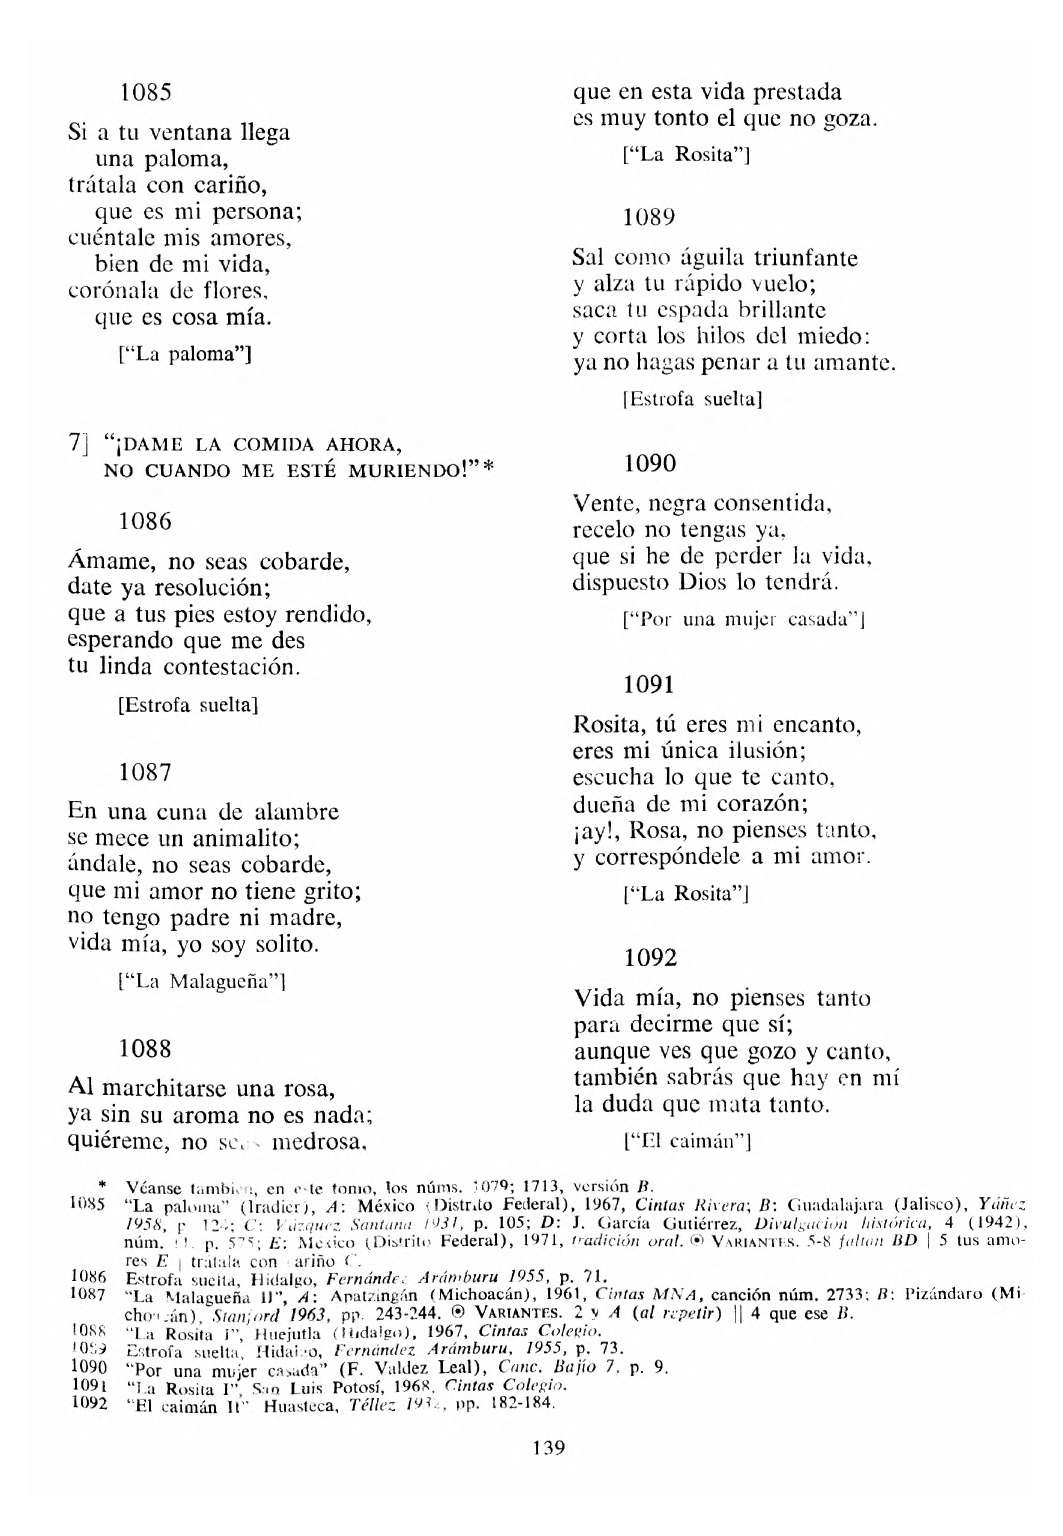 1085
Si a tu ventana llega
una paloma,
trátala con cariño,
que es mi persona;
cuéntale mis amores,
bien de mi vida,
corónala de flores,
que es cosa mía.
[“La paloma”]
7] “¡DAME LA COMIDA AHORA,
NO CUANDO ME ESTÉ MURIENDO!”*
1086
Ámame, no seas cobarde,
date ya resolución;
que a tus pies estoy rendido,
esperando que me des
tu linda contestación.
[Estrofa suelta]
1087
En una cuna de alambre
se mece un animalito;
ándale, no seas cobarde,
que mi amor no tiene grito;
no tengo padre ni madre,
vida mía, yo soy solito.
[“La Malagueña”]
1088
Al marchitarse una rosa,
ya sin su aroma no es nada;
quiéreme, no medrosa,
que en esta vida prestada
es muy tonto el que no goza.
[“La Rosita”]
1089
Sal como águila triunfante
y alza tu rápido vuelo;
saca tu espada brillante
y corta los hilos del miedo:
ya no hagas penar a tu amante.
[Estrofa suelta]
1090
Vente, negra consentida,
recelo no tengas ya,
que si he de perder la vida,
dispuesto Dios lo tendrá.
[“Por una mujer casada”]
1091
Rosita, tú eres mi encanto,
eres mi única ilusión;
escucha lo que te canto,
dueña de mi corazón;
¡ay!, Rosa, no pienses tanto,
y correspóndele a mi amor.
[“La Rosita”]
1092
Vida mía, no pienses tanto
para decirme que sí;
aunque ves que gozo y canto,
también sabrás que hay en mí
la duda que mata tanto.
[“El caimán”]
* Véanse también, en este tomo, los núms. 1079; 1713, versión B.
1085 “La paloma” (Iradier), A: México (Distrito Federal), 1967, Cintas Rivera; B: Guadalajara (Jalisco), Yáñez
1958, p. C: Vázquez Santana 1931, p. 105; D: J. García Gutiérrez, Divulgación histórica, 4 (1942),
núm. p. E: México (Distrito Federal), 1971, tradición oral. ⊙ VARIANTES. 5-8 faltan BD | 5 tus amo-
res E | trátala con cariño C.
1086 Estrofa suelta, Hidalgo, Fernández Arámburu 1955, p. 71.
1087 “La Malagueña II”, A: Apatzingán (Michoacán), 1961, Cintas MNA, canción núm. 2733; B: Pizándaro (Mi-
choacán), Stanford 1963, pp. 243-244. ⊙ VARIANTES. 2 y A (al repetir) || 4 que ese B.
1088 “La Rosita I”, Huejutla (Hidalgo), 1967, Cintas Colegio.
1089 Estrofa suelta, Hidalgo, Fernández Arámburu, 1955, p. 73.
1090 “Por una mujer casada” (F. Valdez Leal), Canc. Bajío 7, p. 9.
1091 “La Rosita I”, San Luis Potosí, 1968, Cintas Colegio.
1092 “El caimán II” Huasteca, Téllez pp. 182-184.
139